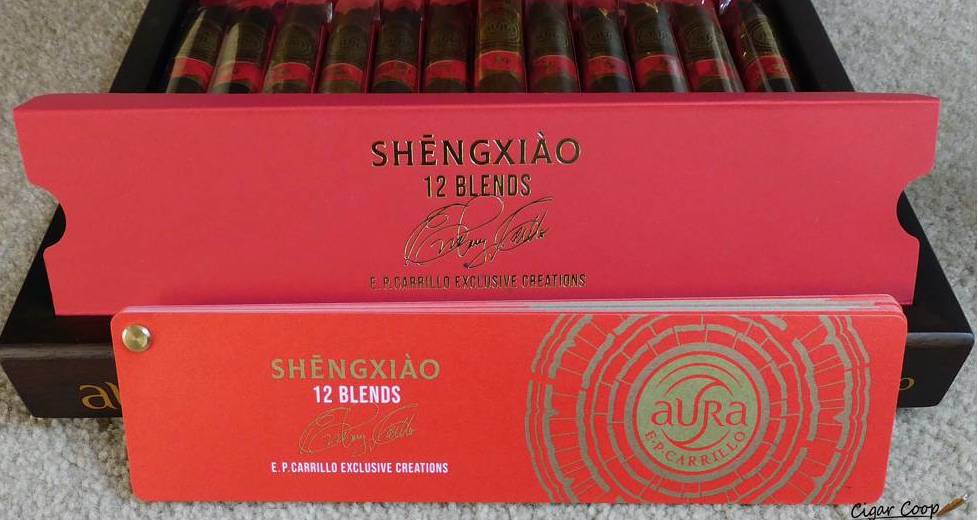 SHĒNGXIÀO
12 BLENDS
E.P.CARRILLO EXCLUSIVE CREATIONS
SHĒNGXIÀO
12 BLENDS
E.P.CARRILLO EXCLUSIVE CREATIONS
aURa
E·P·CARRILLO
Cigar Coop